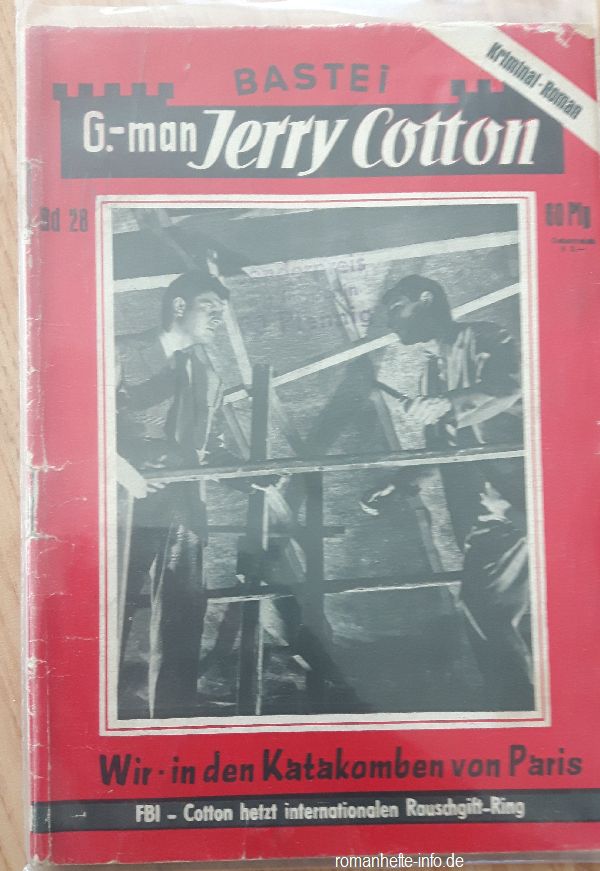 Kriminal-Roman
BASTEi
G.-man Jerry Cotton
Bd 28
60 Pfg
Pfennig
Wir · in den Katakomben von Paris
FBI – Cotton hetzt internationalen Rauschgift-Ring
romanhefte-info.de